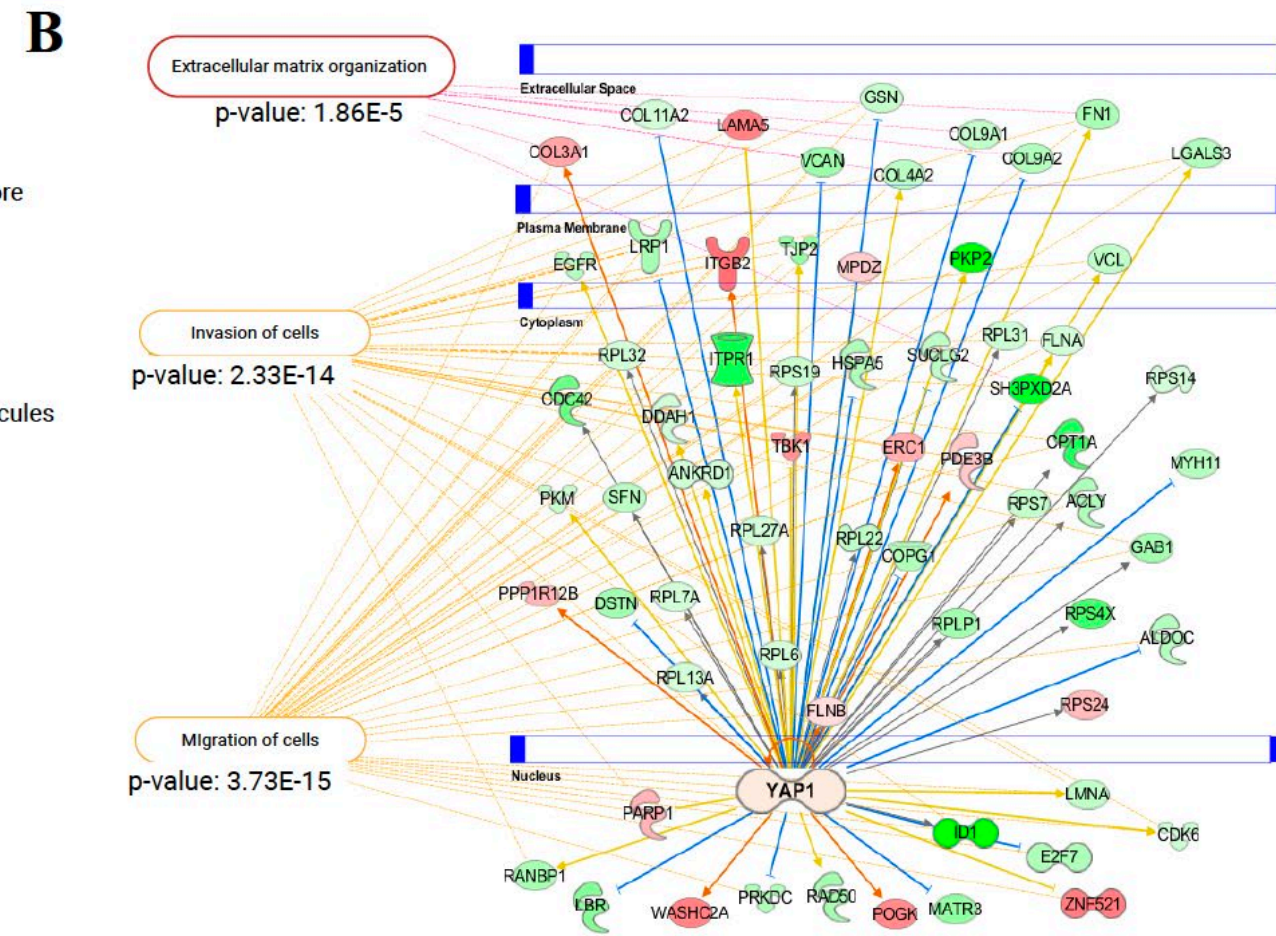 B
Extracellular matrix organization
p-value: 1.86E-5
Extracellular Space
GSN
COL11A2
LAMA5
FN1
COL9A1
COL3A1
VCAN
COL9A2
LGALS3
COL4A2
ore
Plasma Membrane
LRP1
ITGB2
TJP2
EGFR
MPDZ
PKP2
VCL
Cytoplasm
Invasion of cells
p-value: 2.33E-14
RPL32
ITPR1
RPS19
HSPA5
SUCLG2
RPL31
FLNA
SH3PXD2A
RPS14
CDC42
DDAH1
TBK1
ERC1
PDE3B
CPT1A
cules
MYH11
ANKRD1
PKM
SFN
RPS7
ACLY
RPL27A
RPL22
COPG1
GAB1
PPP1R12B
DSTN
RPL7A
RPLP1
RPS4X
ALDOC
RPL6
RPL13A
FLNB
RPS24
MIgration of cells
p-value: 3.73E-15
Nucleus
YAP1
LMNA
PARP1
ID1
CDK6
E2F7
RANBP1
LBR
WASHC2A
PRKDC
RAD50
POGK
MATR3
ZNF521